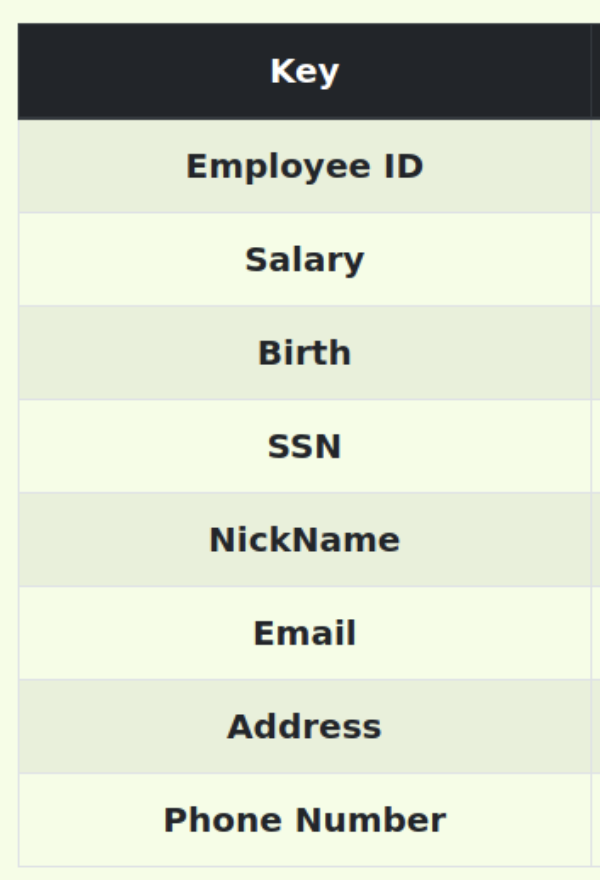 Key
Employee ID
Salary
Birth
SSN
NickName
Email
Address
Phone Number